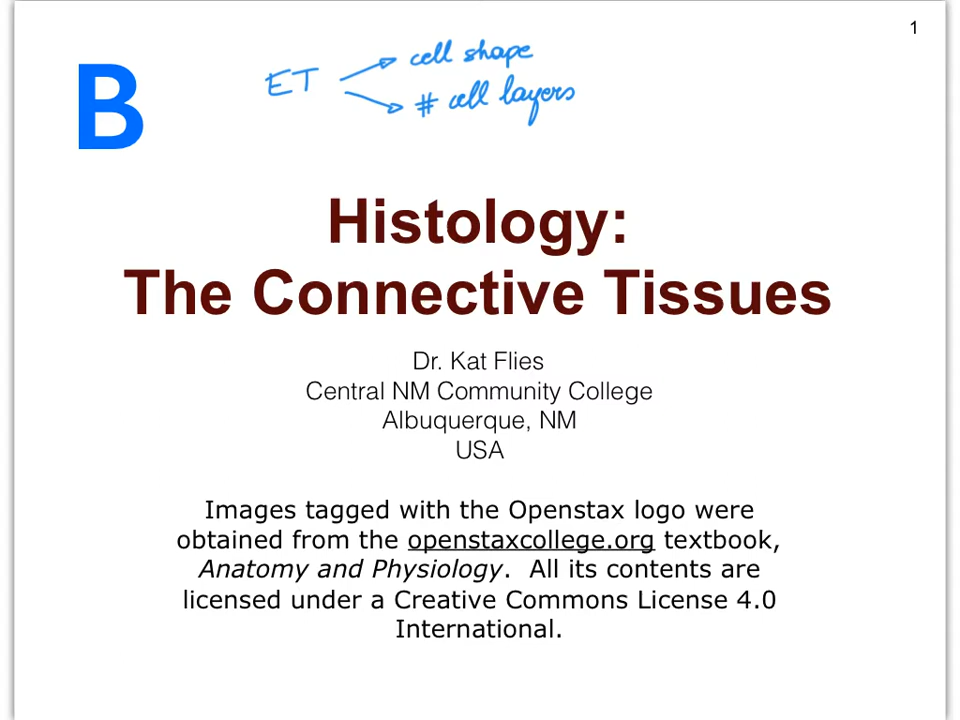 1
B
ET cell shape
# cell layers
Histology:
The Connective Tissues
Dr. Kat Flies
Central NM Community College
Albuquerque, NM
USA
Images tagged with the Openstax logo were
obtained from the openstaxcollege.org textbook,
Anatomy and Physiology. All its contents are
licensed under a Creative Commons License 4.0
International.